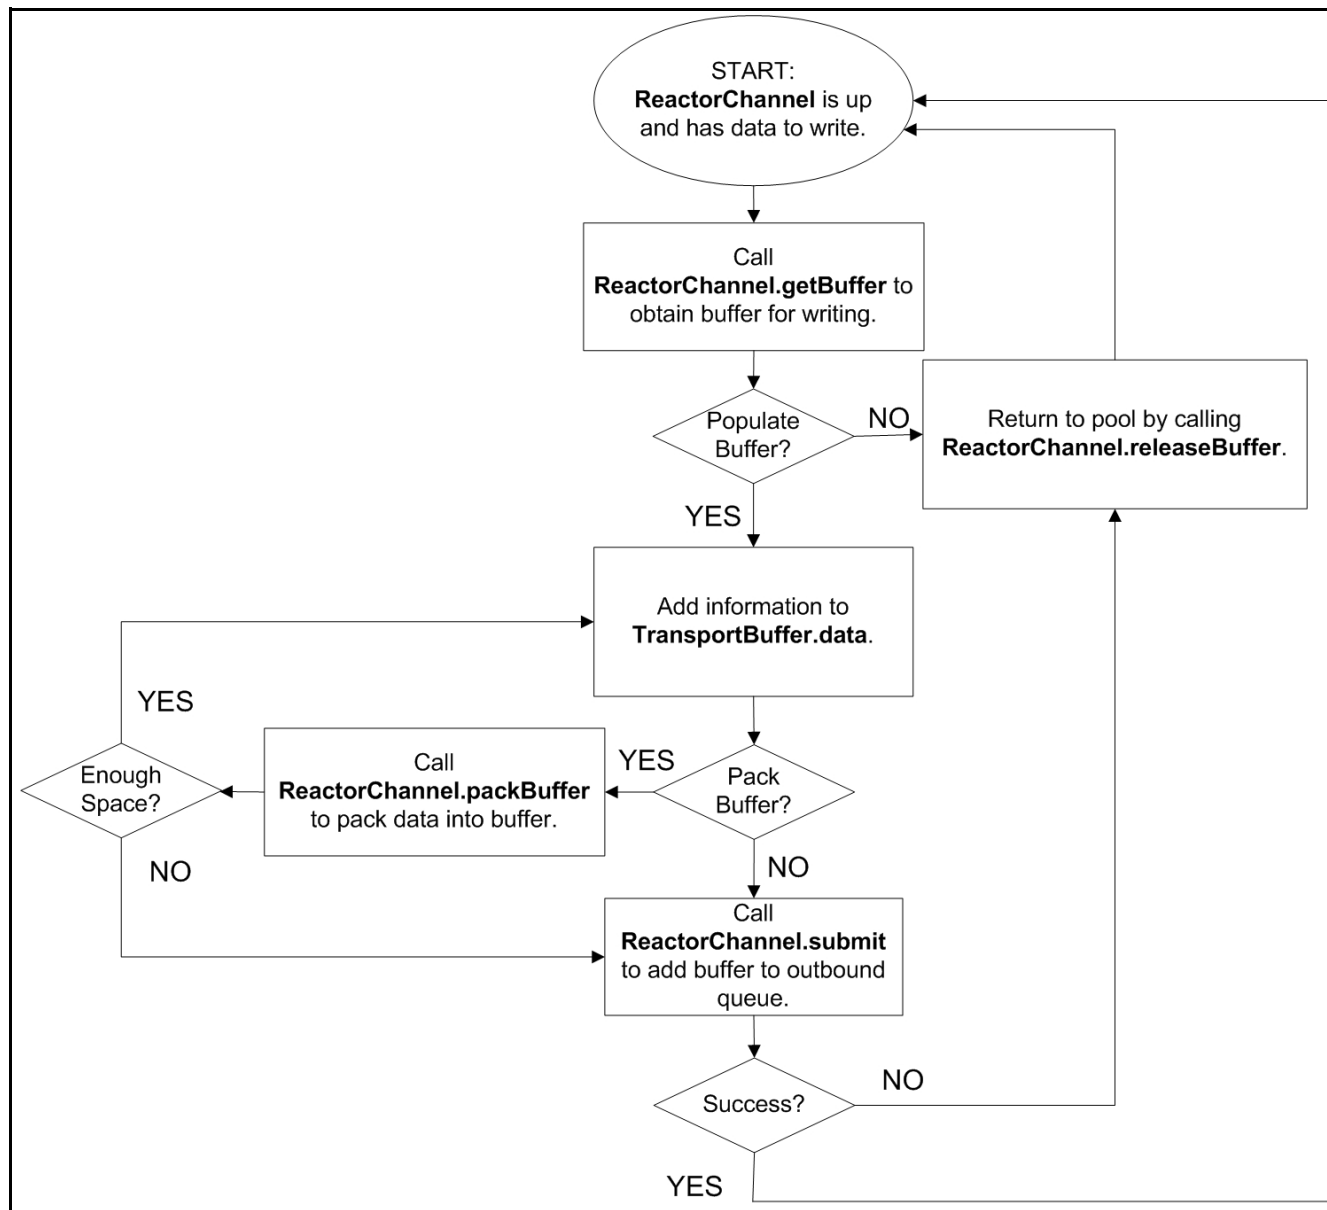 START:
ReactorChannel is up
and has data to write.
Call
ReactorChannel.getBuffer to
obtain buffer for writing.
Populate
Buffer?
NO
Return to pool by calling
ReactorChannel.releaseBuffer.
YES
Add information to
TransportBuffer.data.
YES
Enough
Space?
Call
ReactorChannel.packBuffer
to pack data into buffer.
YES
Pack
Buffer?
NO
NO
Call
ReactorChannel.submit
to add buffer to outbound
queue.
Success?
NO
YES